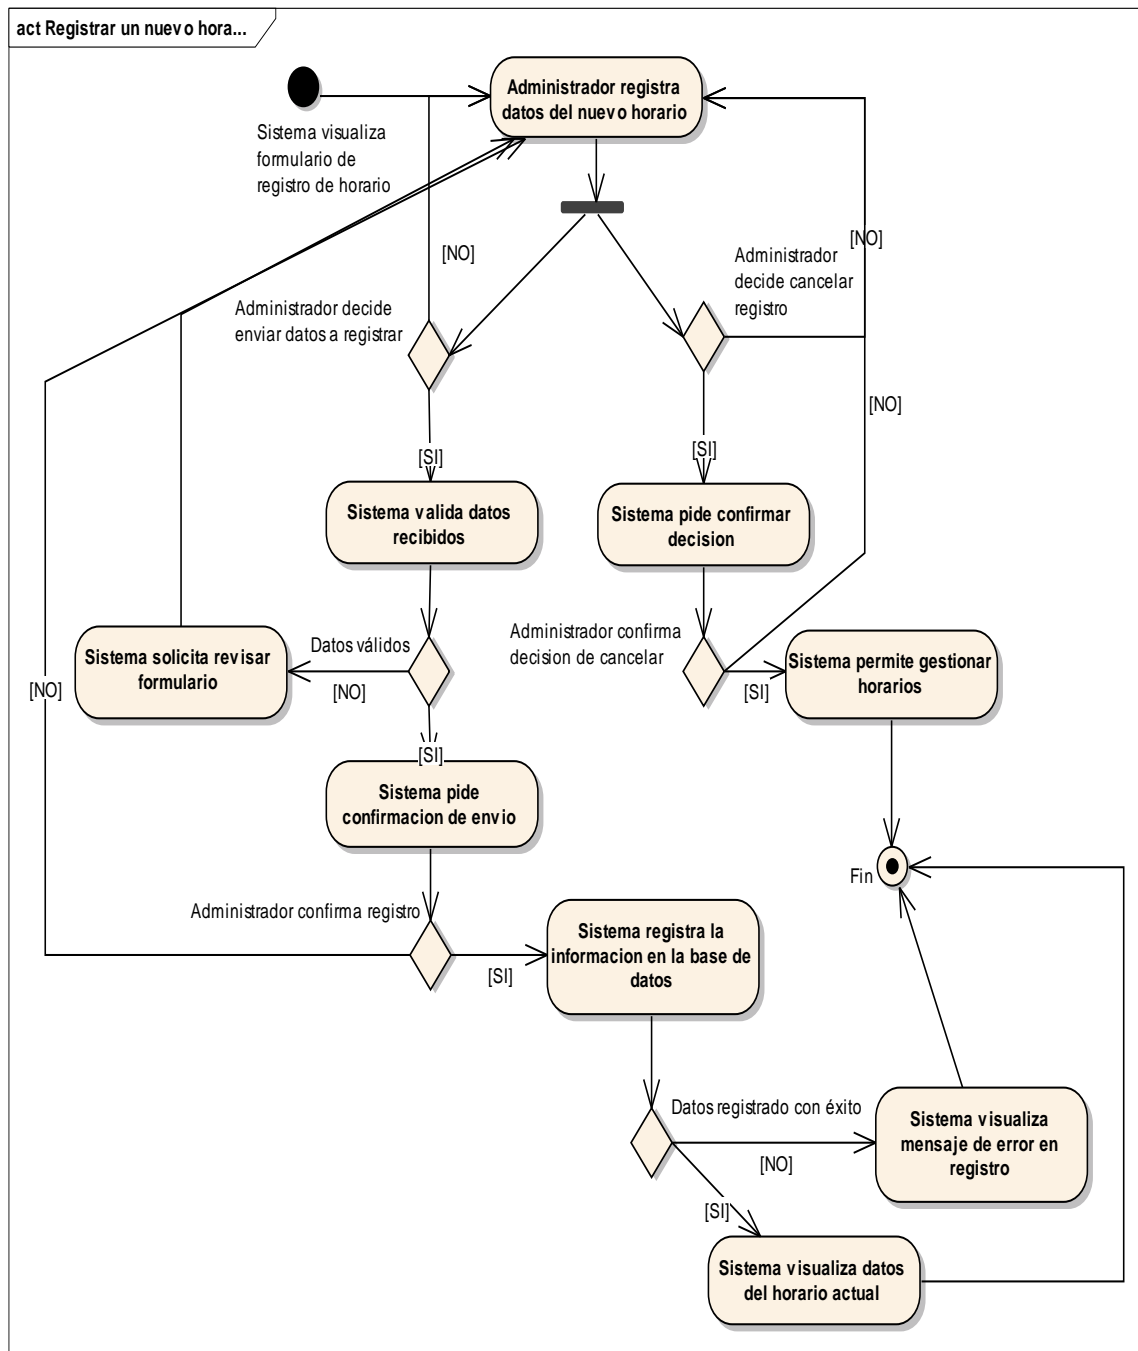 act Registrar un nuevo hora...
Administrador registra
datos del nuevo horario
Sistema visualiza
formulario de
registro de horario
[NO]
[NO]
Administrador
decide cancelar
registro
Administrador decide
enviar datos a registrar
[NO]
[SI]
[SI]
Sistema valida datos
recibidos
Sistema pide confirmar
decision
Administrador confirma
decision de cancelar
Datos válidos
Sistema solicita revisar
formulario
Sistema permite gestionar
horarios
[NO]
[NO]
[SI]
[SI]
Sistema pide
confirmacion de envio
Fin
Administrador confirma registro
Sistema registra la
informacion en la base de
datos
[SI]
Datos registrado con éxito
Sistema visualiza
mensaje de error en
registro
[NO]
[SI]
Sistema visualiza datos
del horario actual